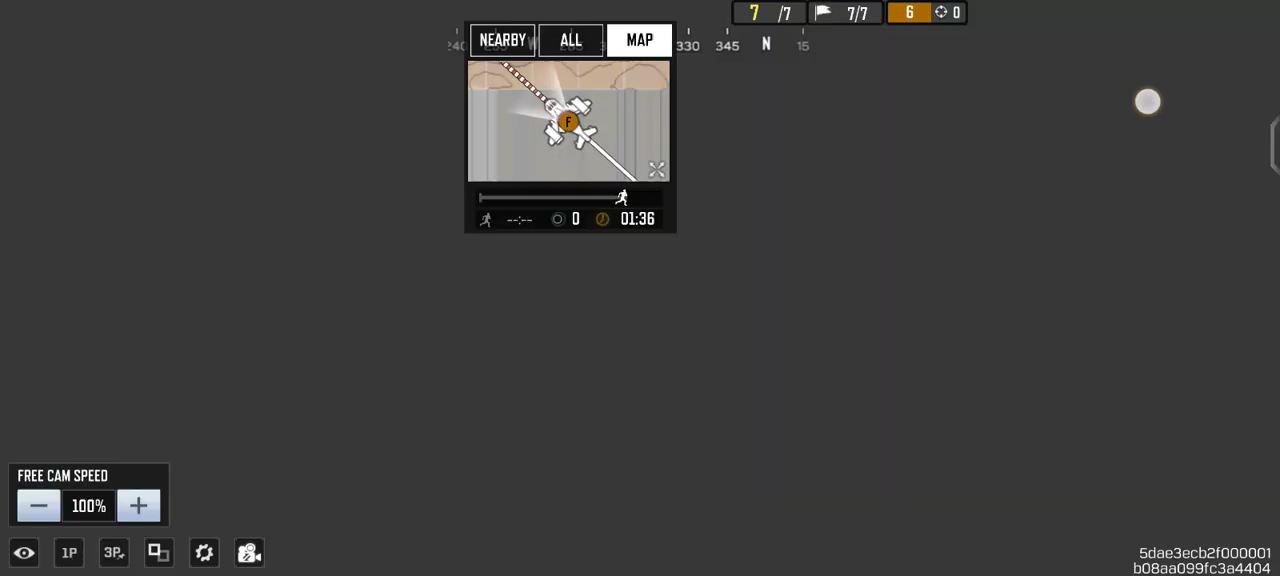 7 /7 7/7 6 0
NEARBY ALL MAP
240 W 330 345 N 15
F
--:-- 0 01:36
FREE CAM SPEED
100%
1P 3P
5dae3ecb2f000001
b08aa099fc3a4404